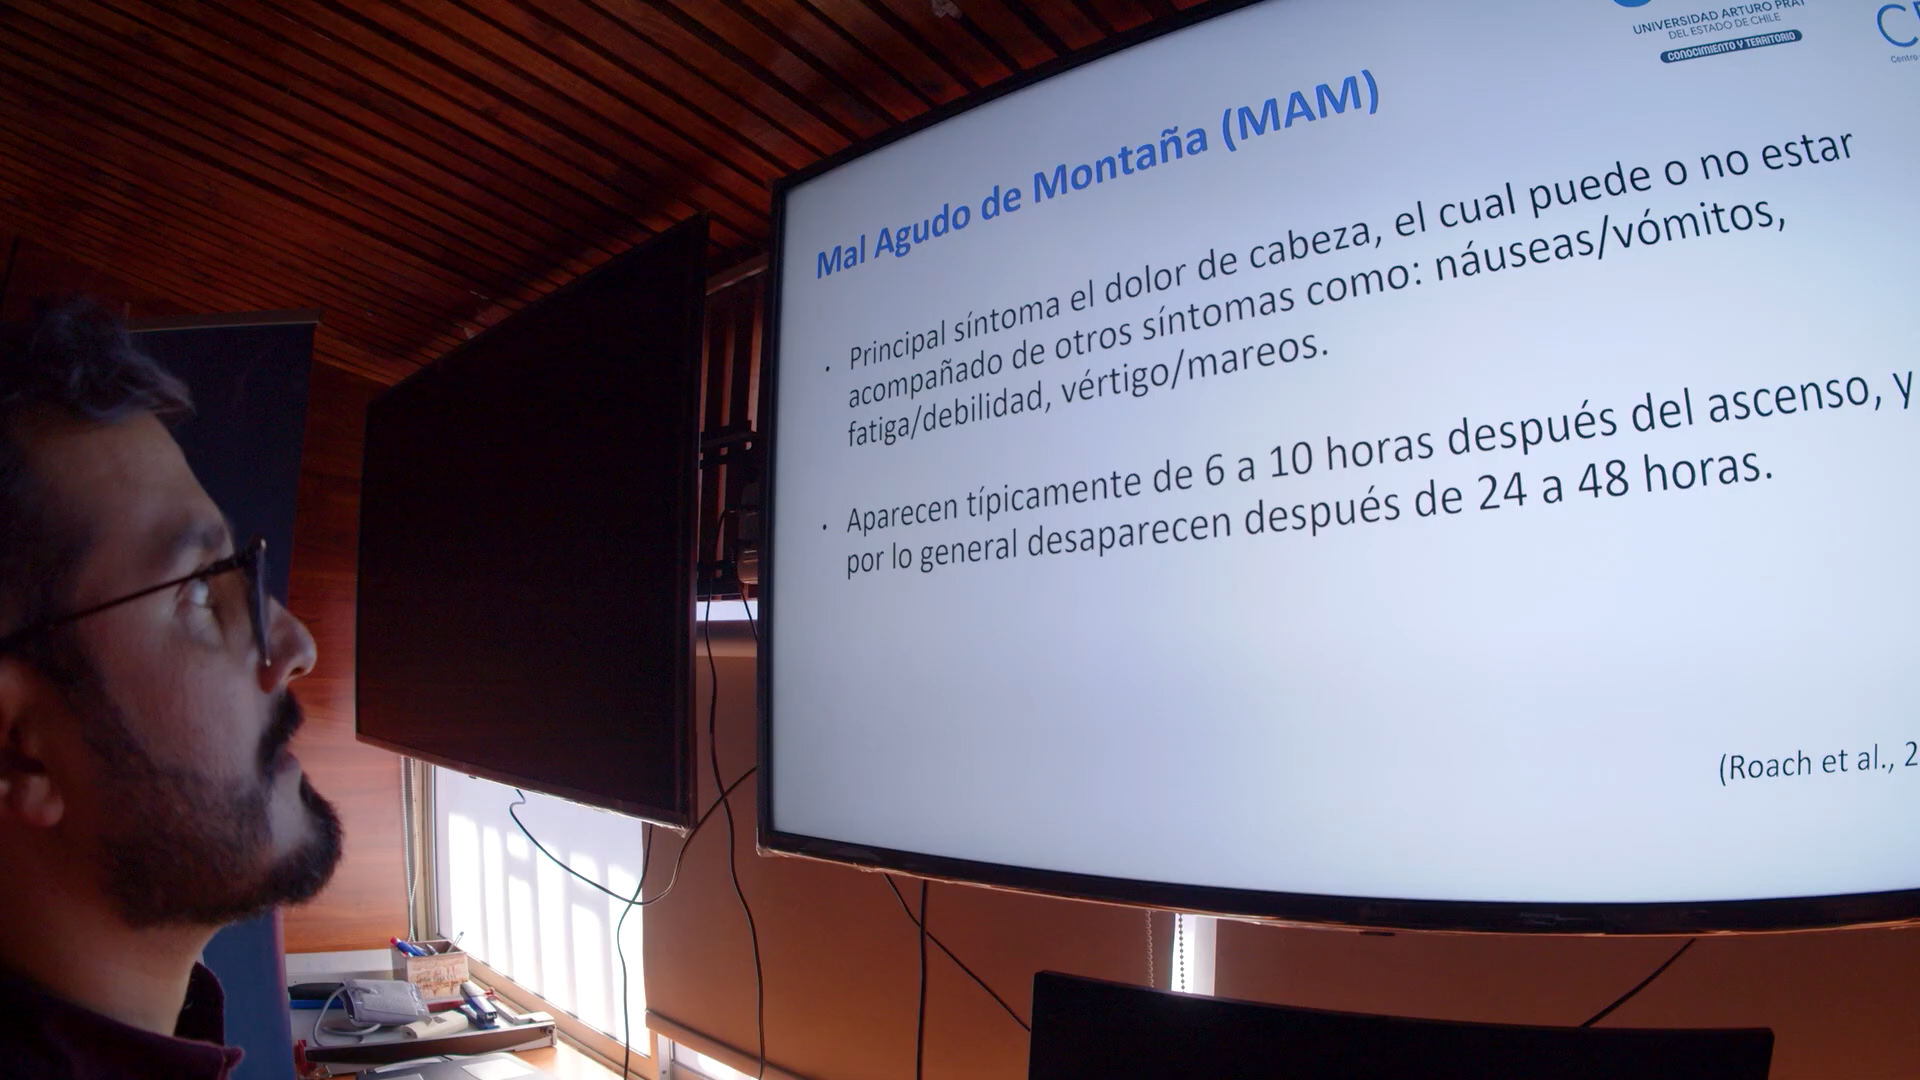 UNIVERSIDAD ARTURO PRAT
DEL ESTADO DE CHILE
CONOCIMIENTO Y TERRITORIO
Centro
Mal Agudo de Montaña (MAM)
· Principal síntoma el dolor de cabeza, el cual puede o no estar
acompañado de otros síntomas como: náuseas/vómitos,
fatiga/debilidad, vértigo/mareos.
· Aparecen típicamente de 6 a 10 horas después del ascenso, y
por lo general desaparecen después de 24 a 48 horas.
(Roach et al., 2